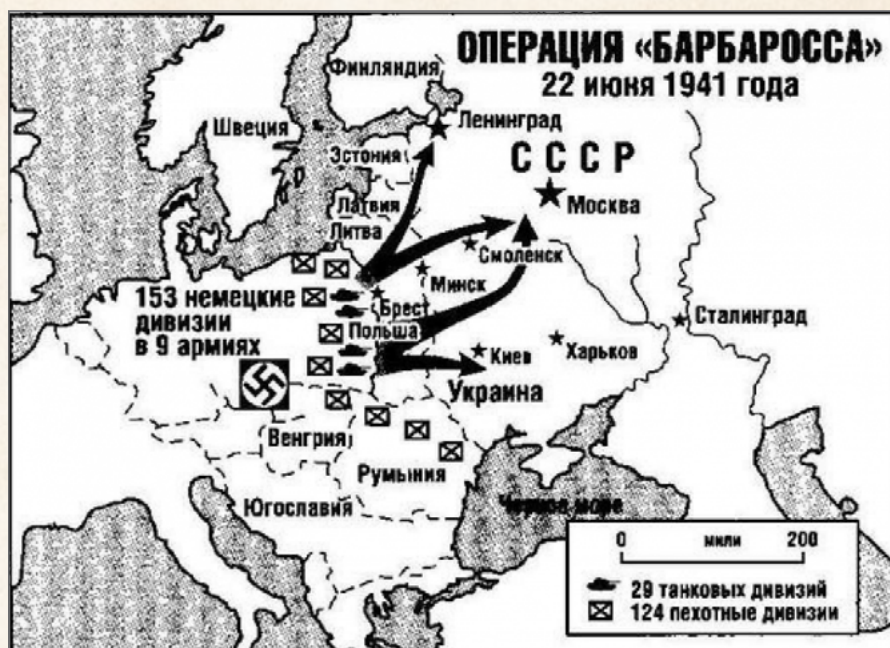 ОПЕРАЦИЯ «БАРБАРОССА»
22 июня 1941 года
Финляндия
Швеция
Ленинград
Эстония
СССР
Латвия
Москва
Литва
Смоленск
Минск
153 немецкие
дивизии
в 9 армиях
Брест
Польша
Сталинград
Киев
Харьков
Украина
Венгрия
Румыния
Югославия
Черное море
0 мили 200
29 танковых дивизий
124 пехотные дивизии